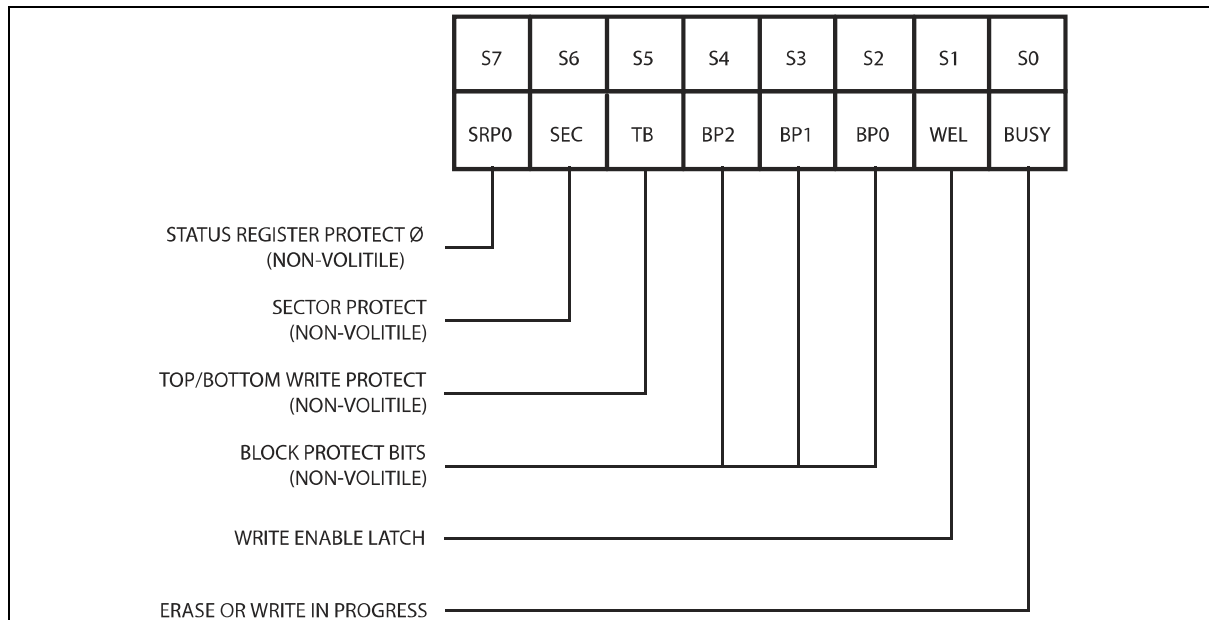 S7 S6 S5 S4 S3 S2 S1 S0
SRP0 SEC TB BP2 BP1 BP0 WEL BUSY
STATUS REGISTER PROTECT Ø
(NON-VOLITILE)
SECTOR PROTECT
(NON-VOLITILE)
TOP/BOTTOM WRITE PROTECT
(NON-VOLITILE)
BLOCK PROTECT BITS
(NON-VOLITILE)
WRITE ENABLE LATCH
ERASE OR WRITE IN PROGRESS